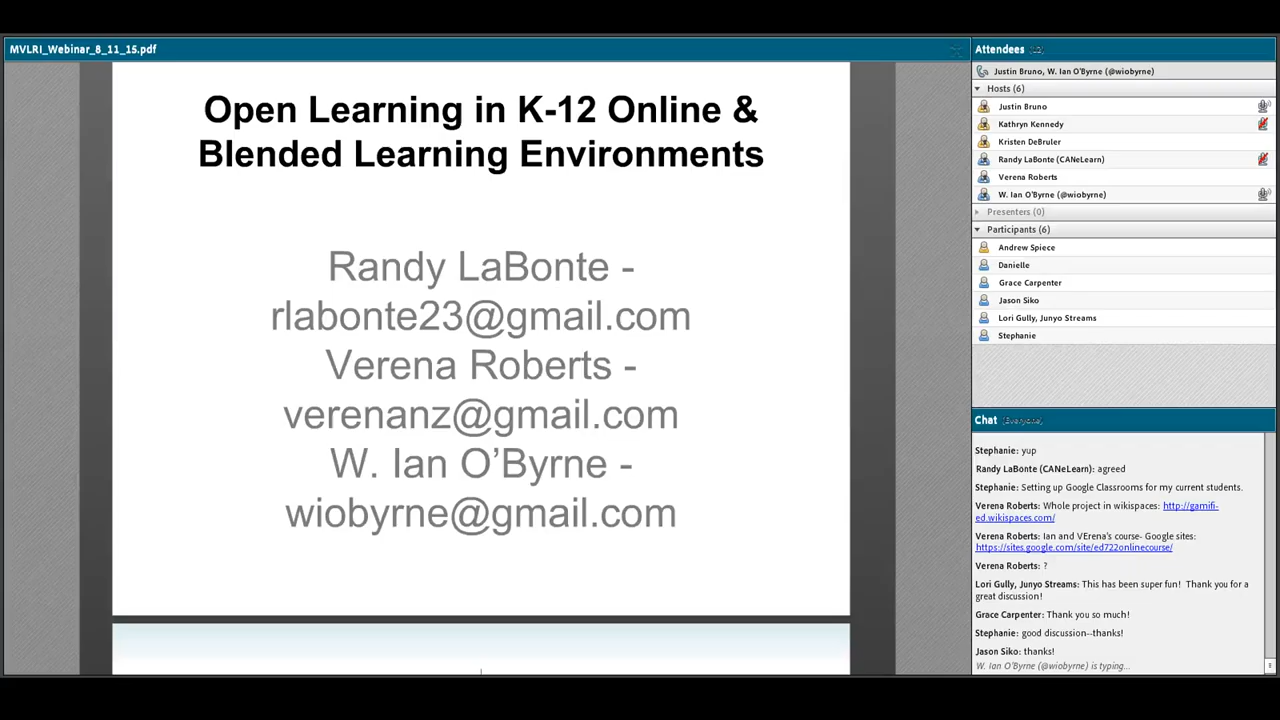 MVLRI_Webinar_8_11_15.pdf
Open Learning in K-12 Online &
Blended Learning Environments
Randy LaBonte -
rlabonte23@gmail.com
Verena Roberts -
verenanz@gmail.com
W. Ian O’Byrne -
wiobyrne@gmail.com
Attendees (12)
Justin Bruno, W. Ian O'Byrne (@wiobyrne)
Hosts (6)
Justin Bruno
Kathryn Kennedy
Kristen DeBruler
Randy LaBonte (CANeLearn)
Verena Roberts
W. Ian O'Byrne (@wiobyrne)
Presenters (0)
Participants (6)
Andrew Spiece
Danielle
Grace Carpenter
Jason Siko
Lori Gully, Junyo Streams
Stephanie
Chat (Everyone)
Stephanie: yup
Randy LaBonte (CANeLearn): agreed
Stephanie: Setting up Google Classrooms for my current students.
Verena Roberts: Whole project in wikispaces: http://gamifi-
ed.wikispaces.com/
Verena Roberts: Ian and VErena's course- Google sites:
https://sites.google.com/site/ed722onlinecourse/
Verena Roberts: ?
Lori Gully, Junyo Streams: This has been super fun! Thank you for a
great discussion!
Grace Carpenter: Thank you so much!
Stephanie: good discussion--thanks!
Jason Siko: thanks!
W. Ian O'Byrne (@wiobyrne) is typing...